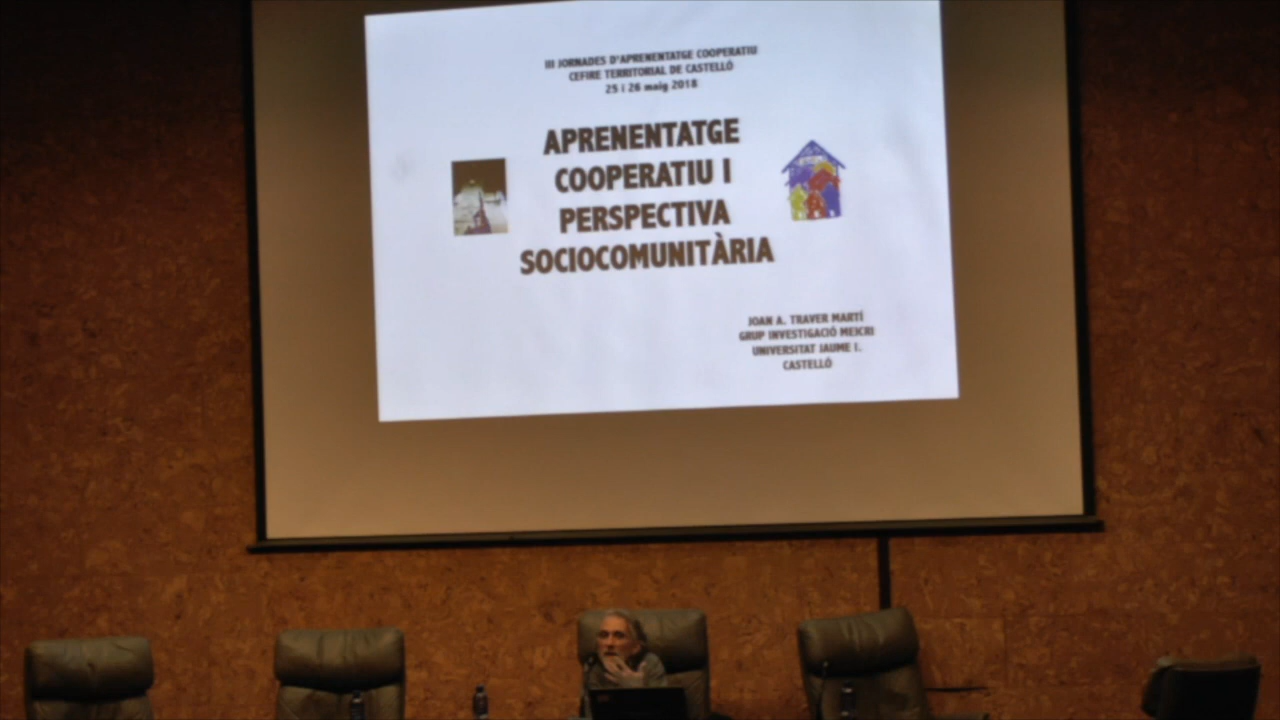 III JORNADES D'APRENENTATGE COOPERATIU
CEFIRE TERRITORIAL DE CASTELLÓ
25 i 26 maig 2018
APRENENTATGE
COOPERATIU I
PERSPECTIVA
SOCIOCOMUNITÀRIA
JOAN A. TRAVER MARTÍ
GRUP INVESTIGACIÓ MEICRI
UNIVERSITAT JAUME I.
CASTELLÓ